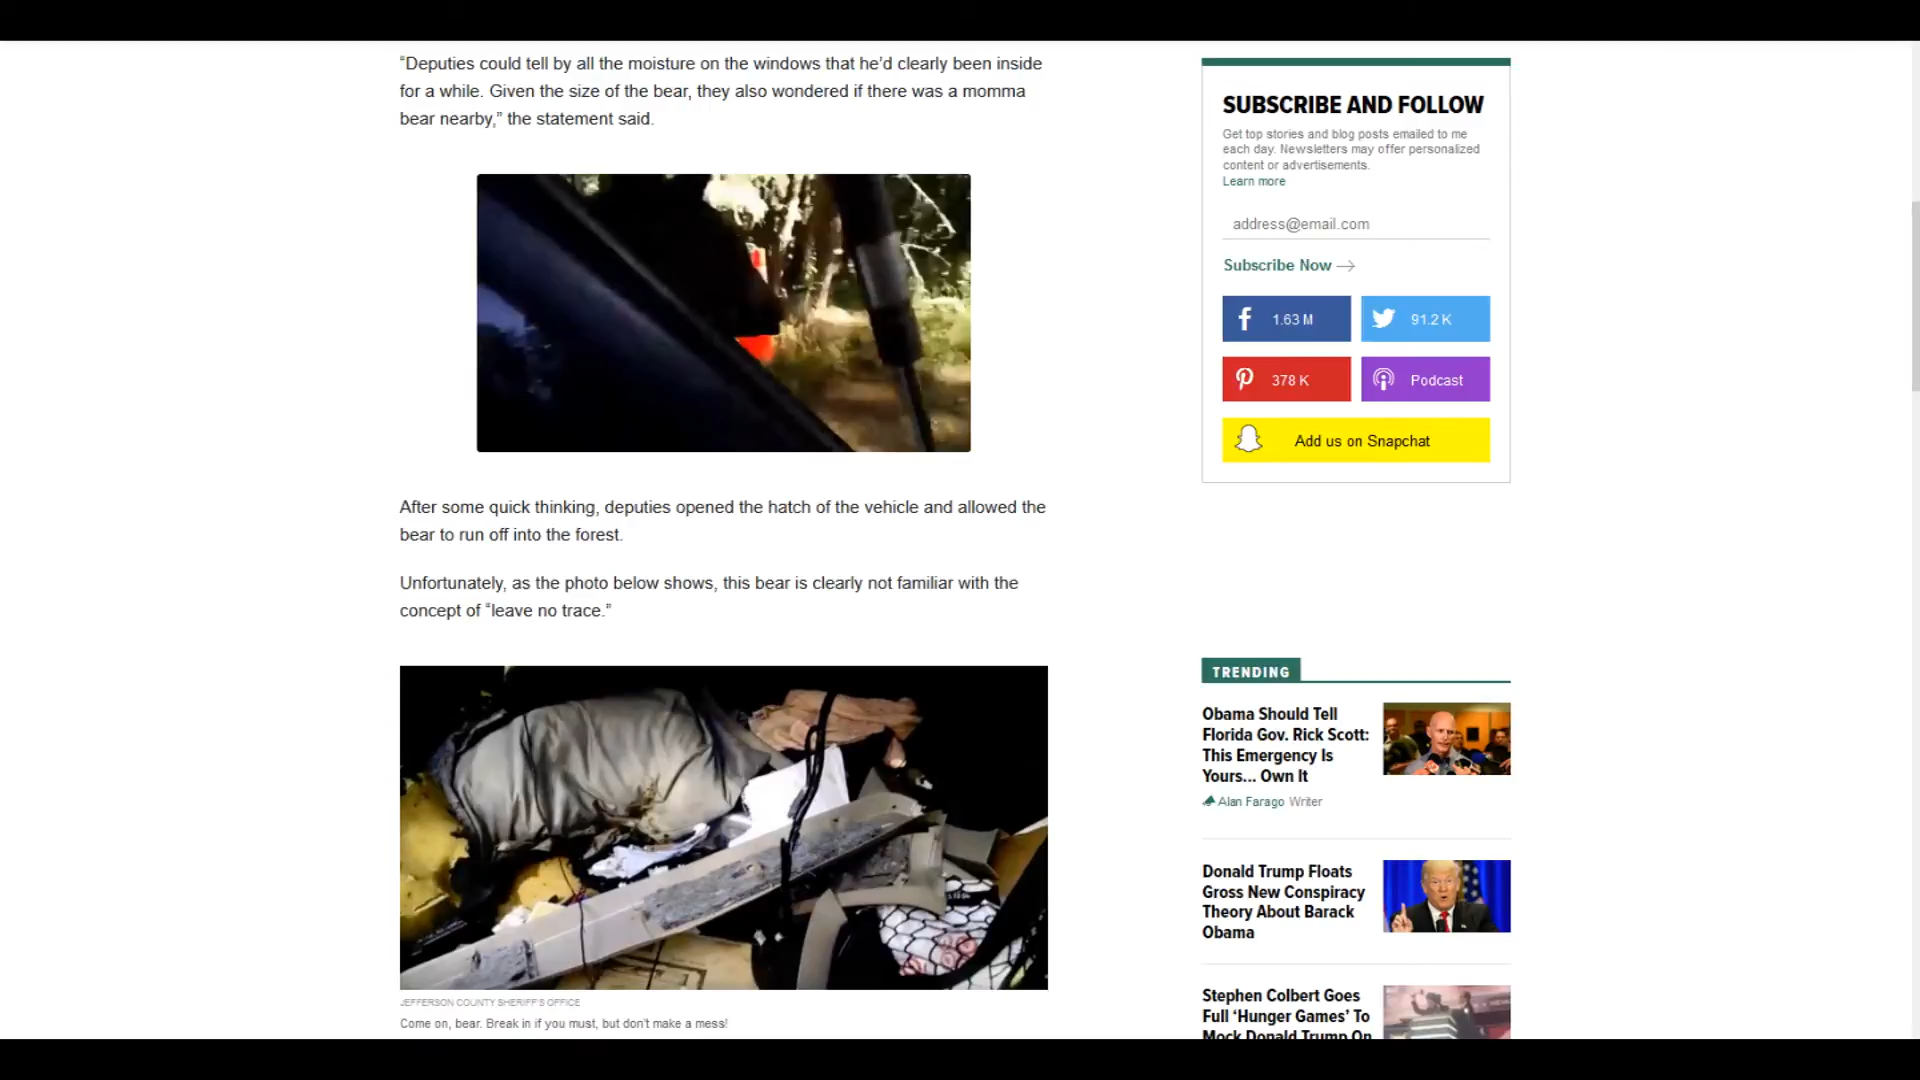 “Deputies could tell by all the moisture on the windows that he’d clearly been inside
for a while. Given the size of the bear, they also wondered if there was a momma
bear nearby,” the statement said.
After some quick thinking, deputies opened the hatch of the vehicle and allowed the
bear to run off into the forest.
Unfortunately, as the photo below shows, this bear is clearly not familiar with the
concept of “leave no trace.”
JEFFERSON COUNTY SHERIFF'S OFFICE
Come on, bear. Break in if you must, but don't make a mess!
SUBSCRIBE AND FOLLOW
Get top stories and blog posts emailed to me
each day. Newsletters may offer personalized
content or advertisements.
Learn more
address@email.com
Subscribe Now
1.63 M
91.2 K
378 K
Podcast
Add us on Snapchat
TRENDING
Obama Should Tell
Florida Gov. Rick Scott:
This Emergency Is
Yours... Own It
Alan Farago Writer
Donald Trump Floats
Gross New Conspiracy
Theory About Barack
Obama
Stephen Colbert Goes
Full ‘Hunger Games’ To
Mock Donald Trump On